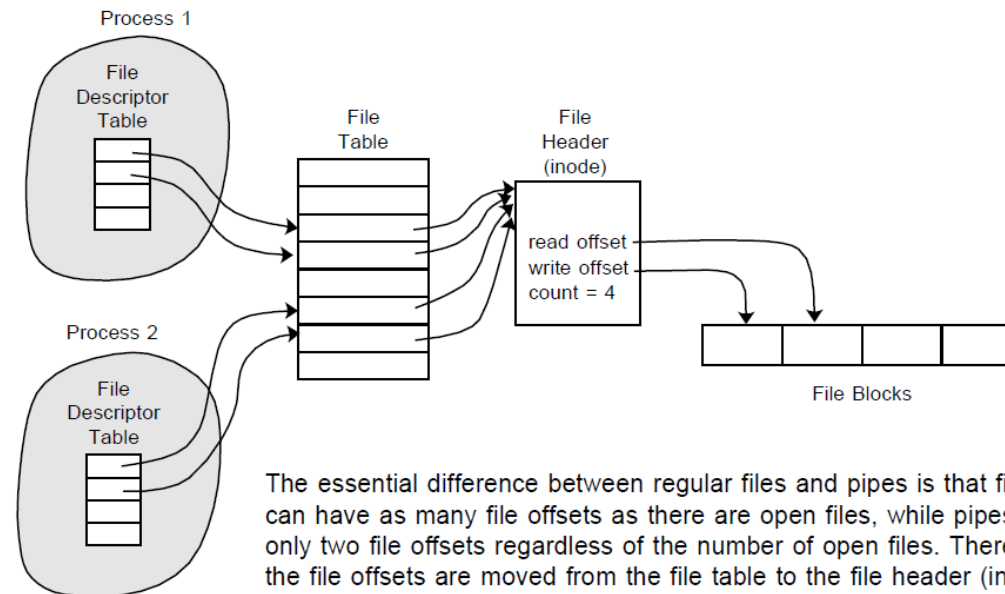 Process 1
File
Descriptor
Table
File
Table
File
Header
(inode)
read offset
write offset
count = 4
Process 2
File
Descriptor
Table
File Blocks
The essential difference between regular files and pipes is that
can have as many file offsets as there are open files, while pipes
only two file offsets regardless of the number of open files.
the file offsets are moved from the file table to the file header